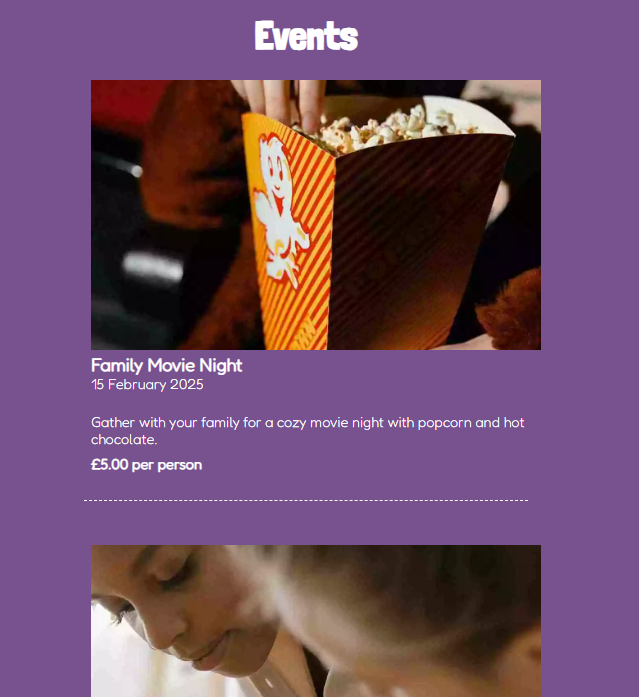 Events
Family Movie Night
15 February 2025
Gather with your family for a cozy movie night with popcorn and hot
chocolate.
£5.00 per person